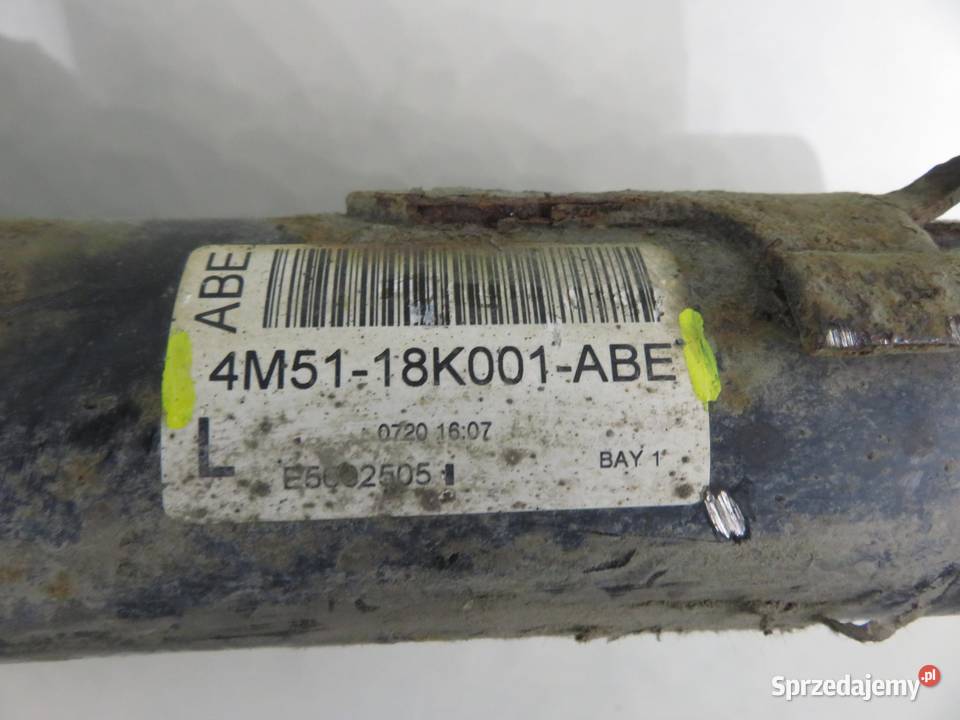 ABE
4M51-18K001-ABE
L
0720 16:07
BAY 1
Sprzedajemy.pl